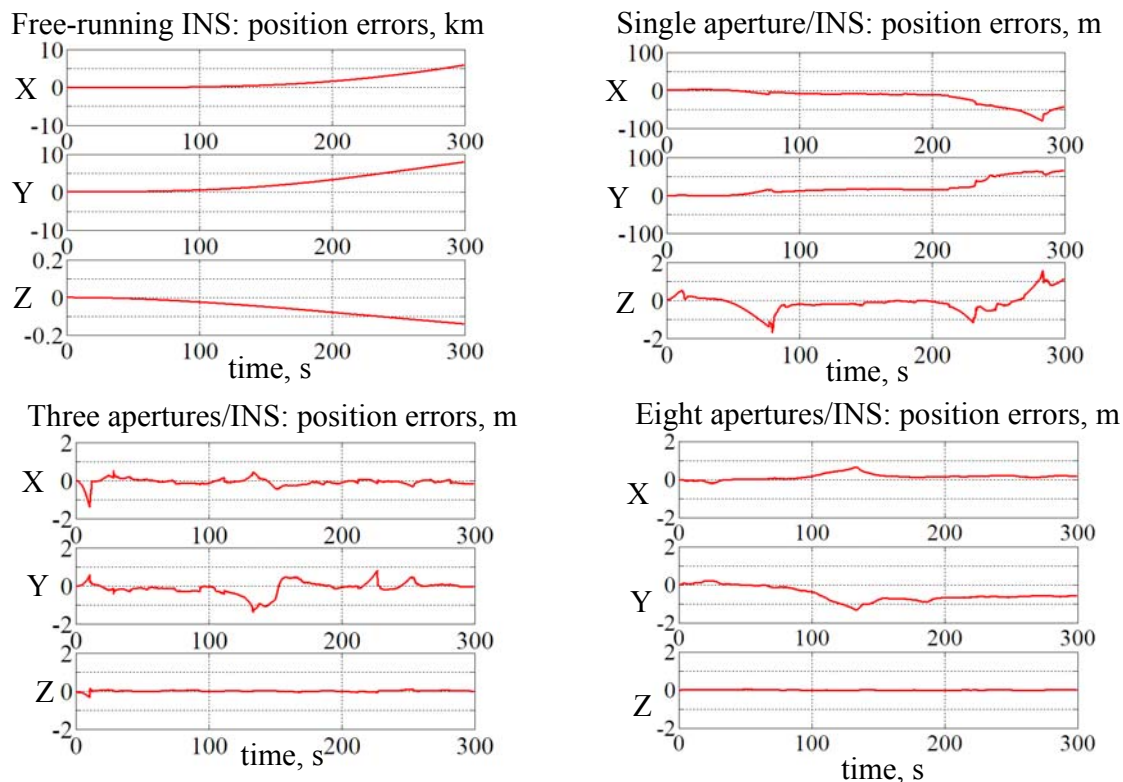 Free-running INS: position errors, km
10
X 0
-10
0 100 200 300
10
Y 0
-10
0 100 200 300
0.2
Z 0
-0.2
0 100 200 300
time, s
Single aperture/INS: position errors, m
100
X 0
-100
0 100 200 300
100
Y 0
-100
0 100 200 300
2
Z 0
-2
0 100 200 300
time, s
Three apertures/INS: position errors, m
2
X 0
-2
0 100 200 300
2
Y 0
-2
0 100 200 300
2
Z 0
-2
0 100 200 300
time, s
Eight apertures/INS: position errors, m
2
X 0
-2
0 100 200 300
2
Y 0
-2
0 100 200 300
2
Z 0
-2
0 100 200 300
time, s